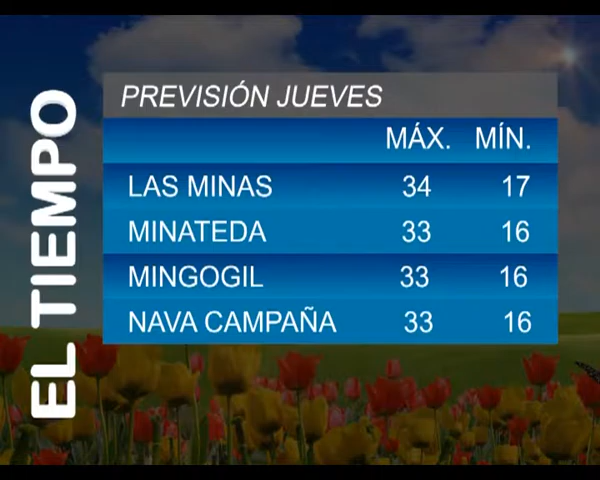 EL TIEMPO
PREVISIÓN JUEVES
MÁX. MÍN.
LAS MINAS 34 17
MINATEDA 33 16
MINGOGIL 33 16
NAVA CAMPAÑA 33 16